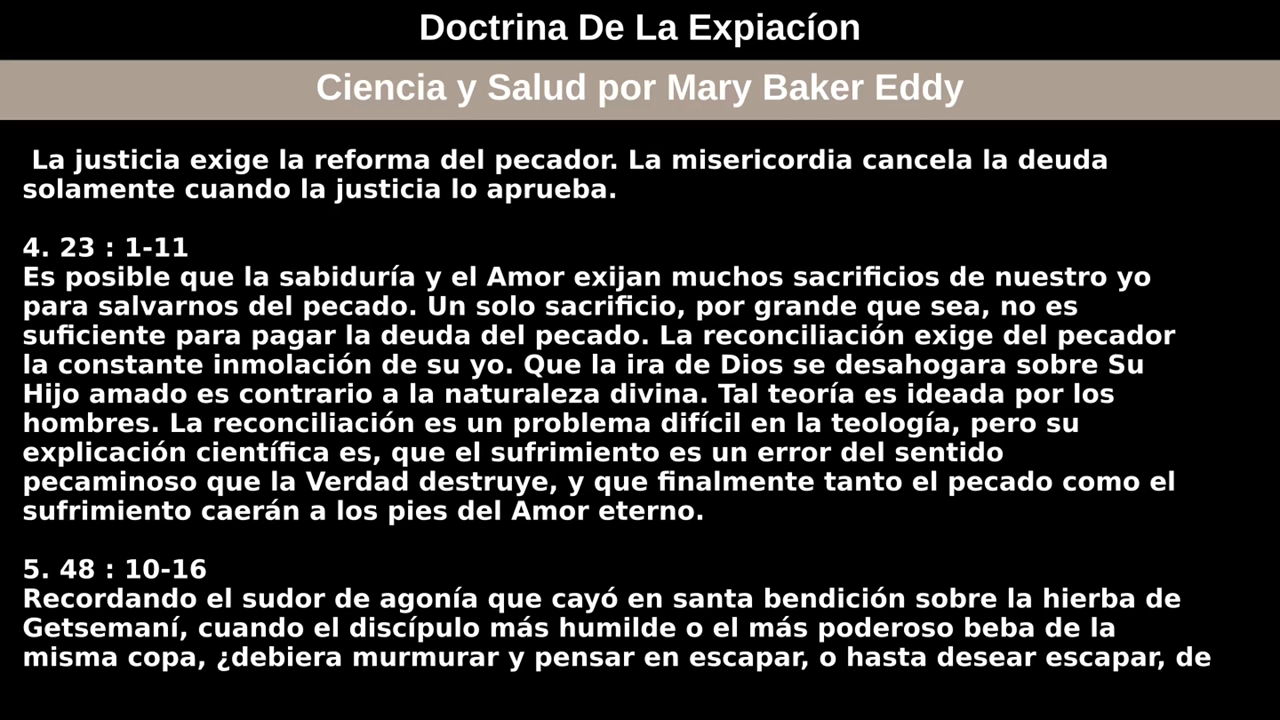 Doctrina De La Expiacíon
Ciencia y Salud por Mary Baker Eddy
La justicia exige la reforma del pecador. La misericordia cancela la deuda
solamente cuando la justicia lo aprueba.
4. 23 : 1-11
Es posible que la sabiduría y el Amor exijan muchos sacrificios de nuestro yo
para salvarnos del pecado. Un solo sacrificio, por grande que sea, no es
suficiente para pagar la deuda del pecado. La reconciliación exige del pecador
la constante inmolación de su yo. Que la ira de Dios se desahogara sobre Su
Hijo amado es contrario a la naturaleza divina. Tal teoría es ideada por los
hombres. La reconciliación es un problema difícil en la teología, pero su
explicación científica es, que el sufrimiento es un error del sentido
pecaminoso que la Verdad destruye, y que finalmente tanto el pecado como el
sufrimiento caerán a los pies del Amor eterno.
5. 48 : 10-16
Recordando el sudor de agonía que cayó en santa bendición sobre la hierba de
Getsemaní, cuando el discípulo más humilde o el más poderoso beba de la
misma copa, ¿debiera murmurar y pensar en escapar, o hasta desear escapar, de